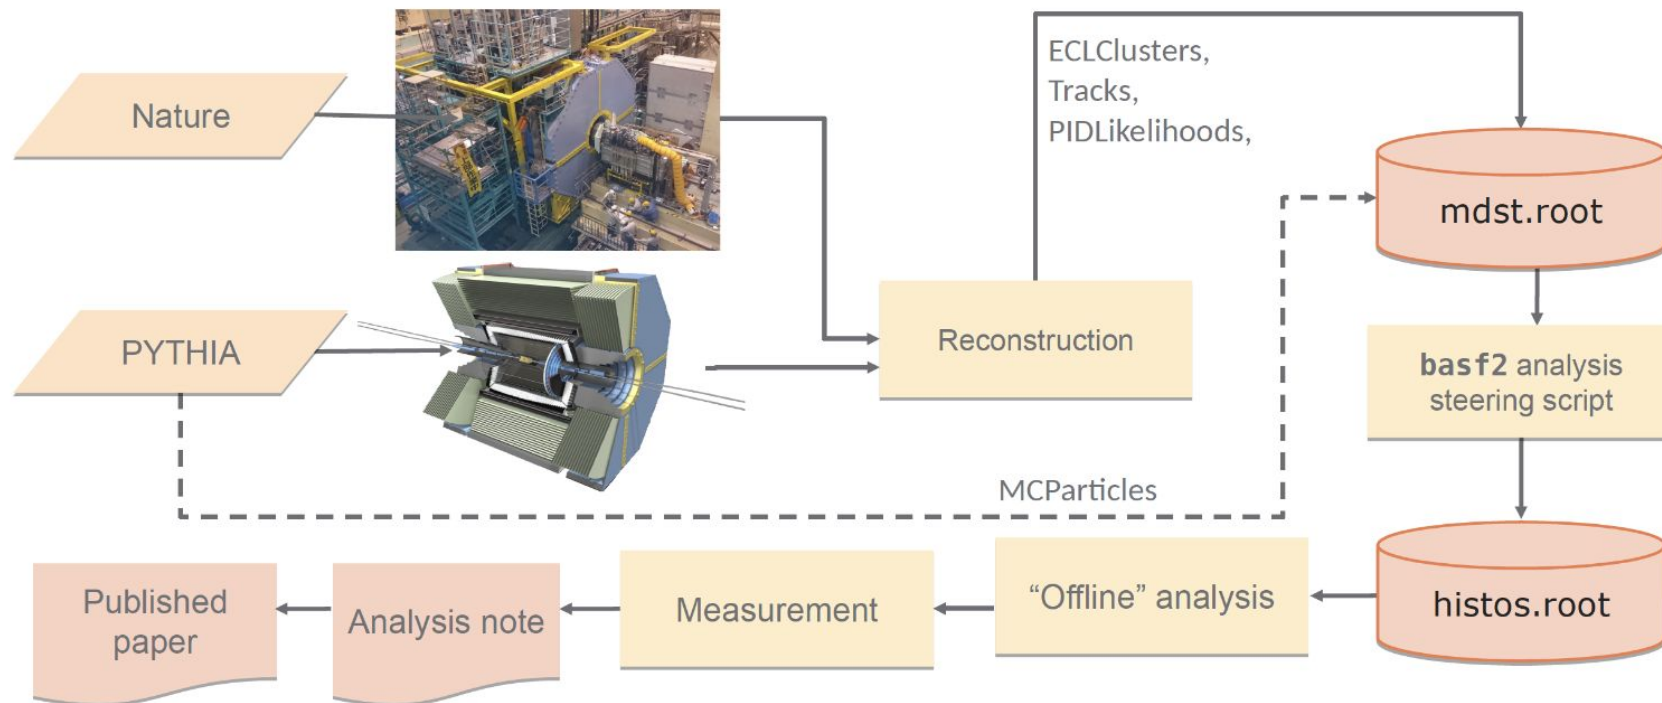 Nature
ECLClusters,
Tracks,
PIDLikelihoods,
mdst.root
PYTHIA
Reconstruction
basf2 analysis
steering script
MCParticles
histos.root
“Offline” analysis
Measurement
Analysis note
Published
paper